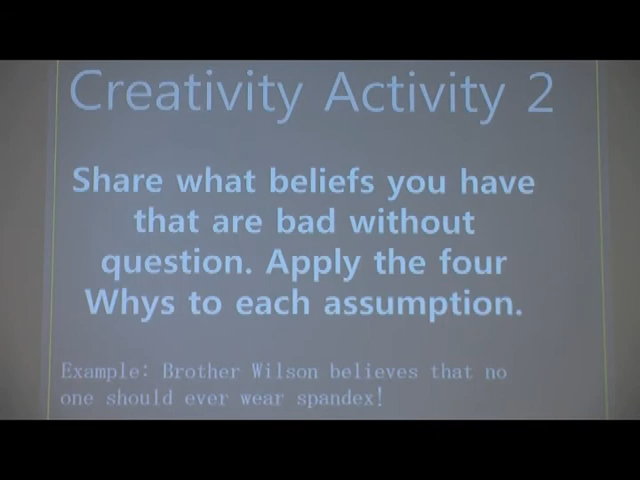 Creativity Activity 2
Share what beliefs you have
that are bad without
question. Apply the four
Whys to each assumption.
Example: Brother Wilson believes that no
one should ever wear spandex!